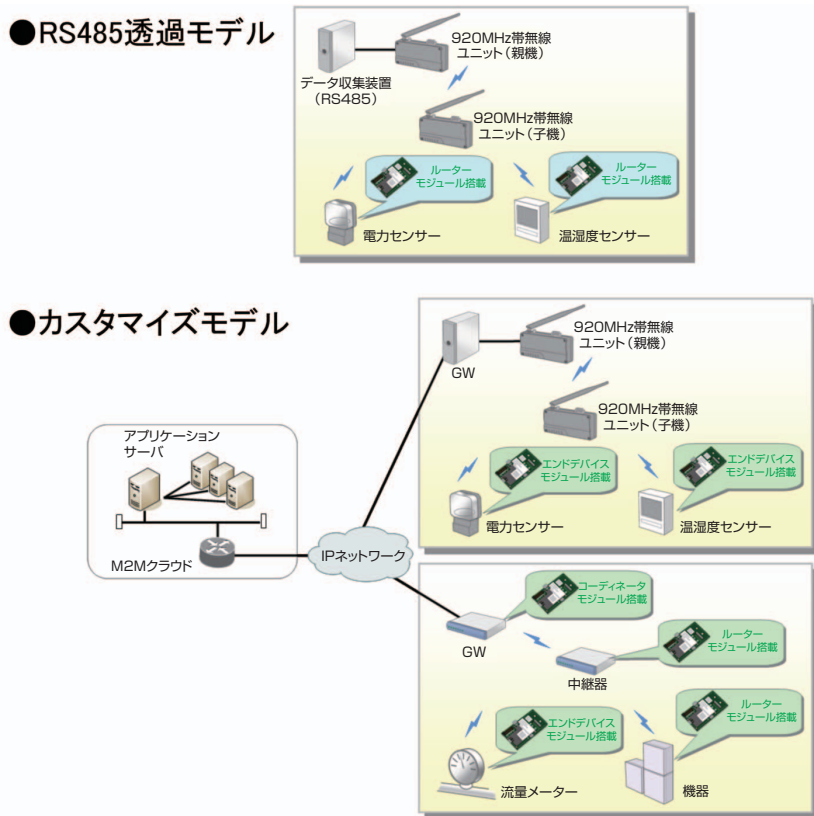 ●RS485透過モデル
920MHz帯無線
ユニット(親機)
データ収集装置
(RS485)
920MHz帯無線
ユニット(子機)
ルーター
モジュール搭載
ルーター
モジュール搭載
電力センサー
温湿度センサー
●カスタマイズモデル
920MHz帯無線
ユニット(親機)
GW
920MHz帯無線
ユニット(子機)
アプリケーション
サーバ
エンドデバイス
モジュール搭載
エンドデバイス
モジュール搭載
電力センサー
温湿度センサー
M2Mクラウド
IPネットワーク
コーディネータ
モジュール搭載
GW
ルーター
モジュール搭載
中継器
エンドデバイス
モジュール搭載
ルーター
モジュール搭載
流量メーター
機器